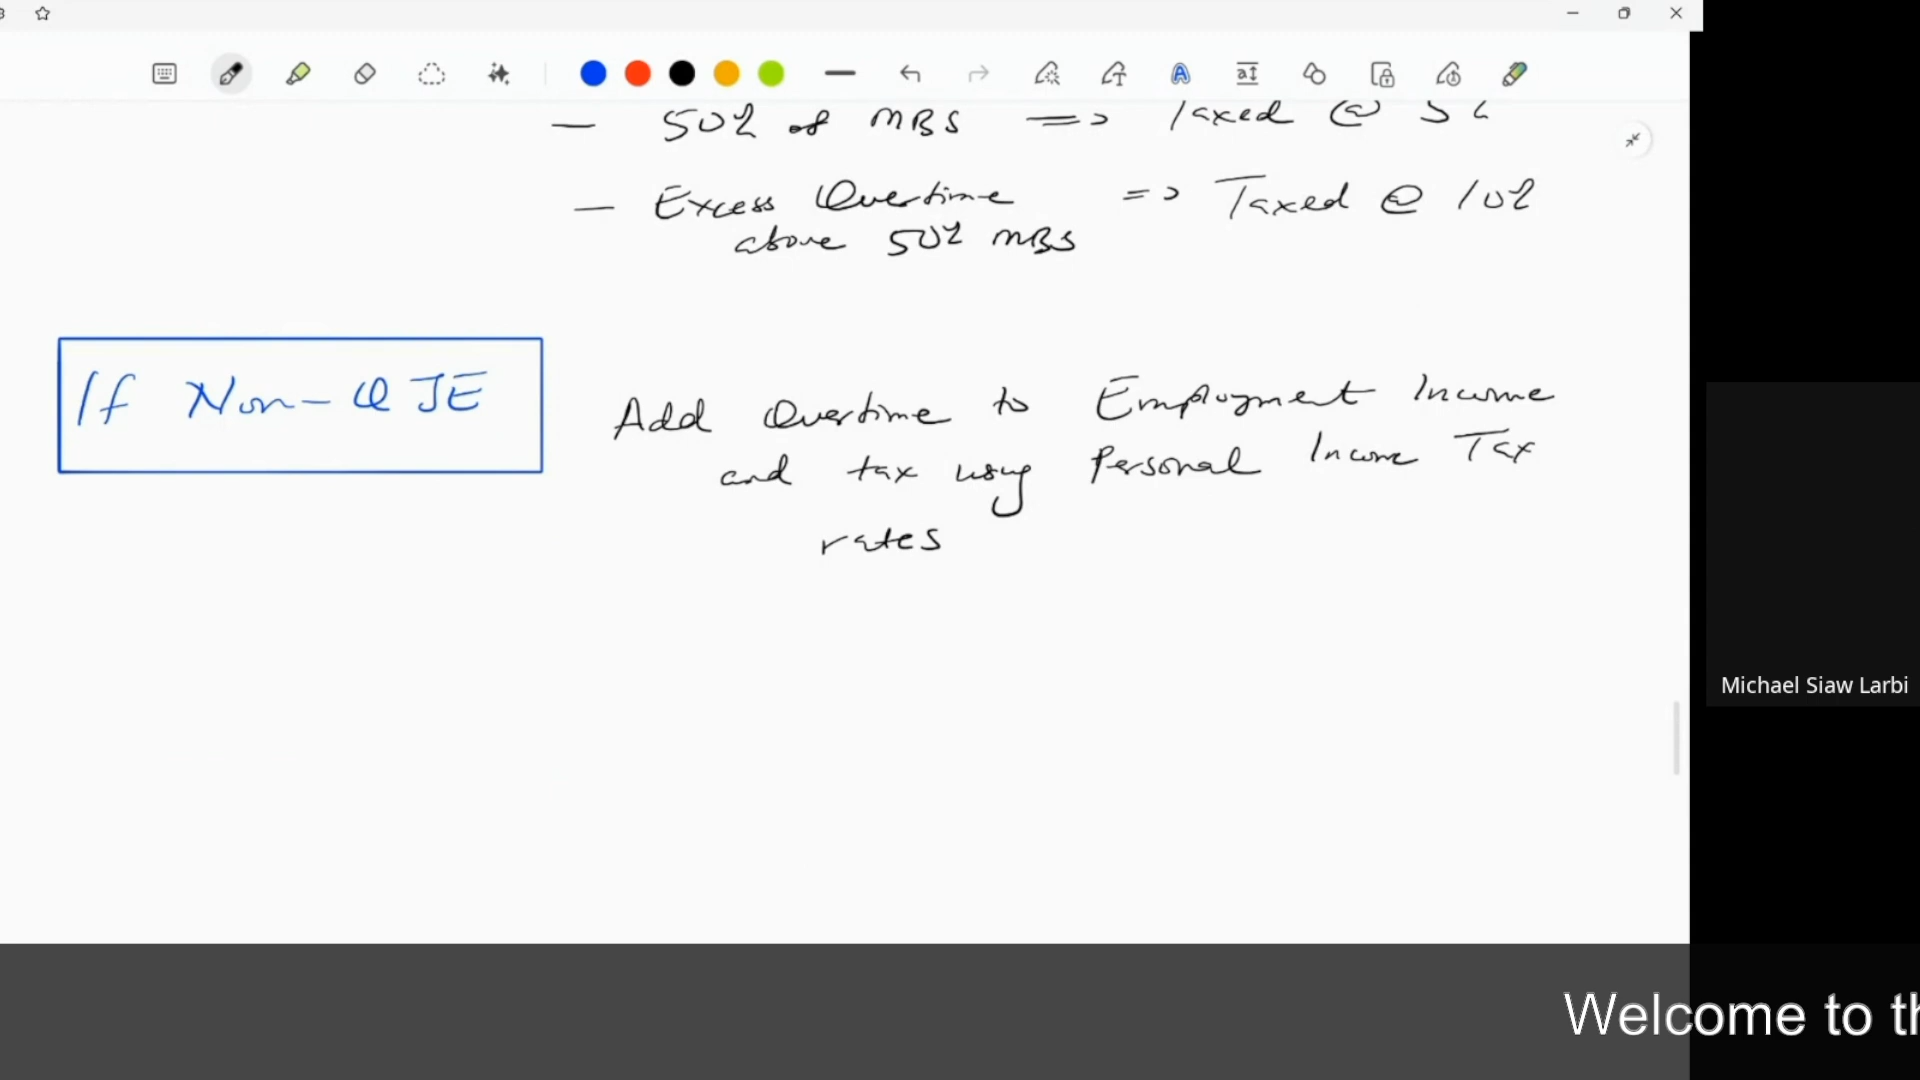 - 50% of MBS => Taxed @ 5%
- Excess Overtime => Taxed @ 10%
above 50% MBS
If Non-QJE
Add Overtime to Employment Income
and tax using Personal Income Tax
rates
Michael Siaw Larbi
Welcome to th